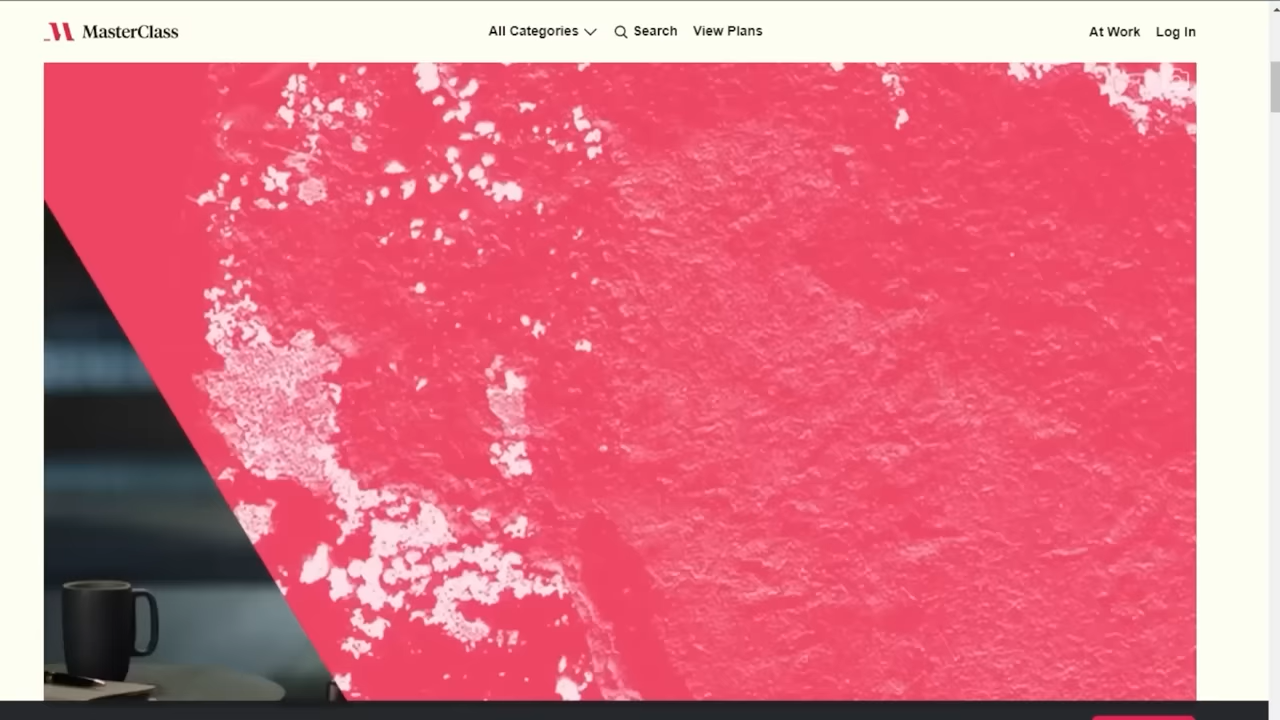 MasterClass
All Categories
Search
View Plans
At Work
Log In